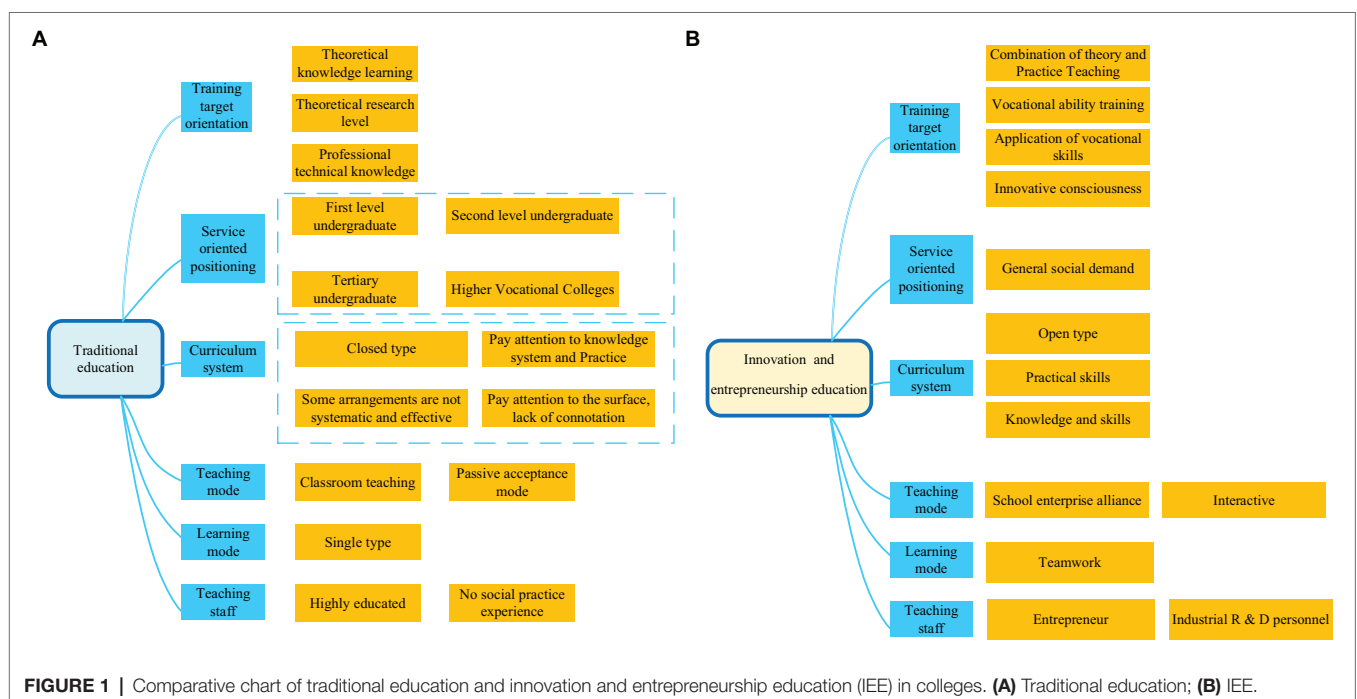 A
Theoretical
knowledge learning
Training
target
orientation
Theoretical research
level
Professional
technical knowledge
First level
undergraduate
Second level undergraduate
Service
oriented
positioning
Tertiary
undergraduate
Higher Vocational Colleges
Traditional
education
Curriculum
system
Closed type
Pay attention to knowledge
system and Practice
Some arrangements are not
systematic and effective
Pay attention to the surface,
lack of connotation
Teaching
mode
Classroom teaching
Passive acceptance
mode
Learning
mode
Single type
Teaching
staff
Highly educated
No social practice
experience
B
Combination of theory and
Practice Teaching
Training
target
orientation
Vocational ability training
Application of vocational
skills
Innovative consciousness
Service
oriented
positioning
General social demand
Innovation and
entrepreneurship education
Curriculum
system
Open type
Practical skills
Knowledge and skills
Teaching
mode
School enterprise alliance
Interactive
Learning
mode
Teamwork
Teaching
staff
Entrepreneur
Industrial R & D personnel
FIGURE 1 | Comparative chart of traditional education and innovation and entrepreneurship education (IEE) in colleges. (A) Traditional education; (B) IEE.